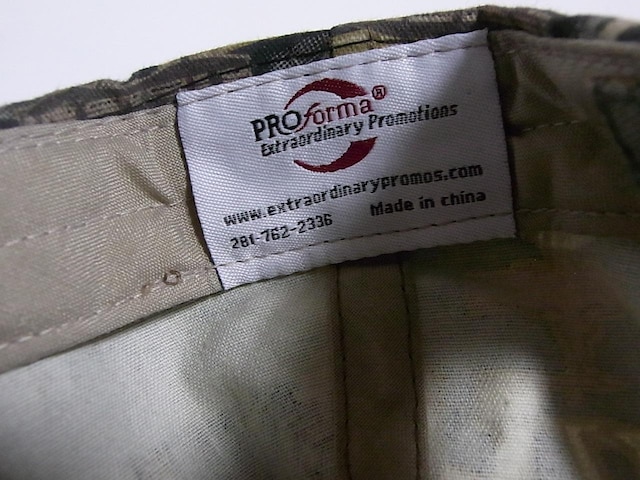 PROforma®
Extraordinary Promotions
www.extraordinarypromos.com
281-762-2336 Made in china